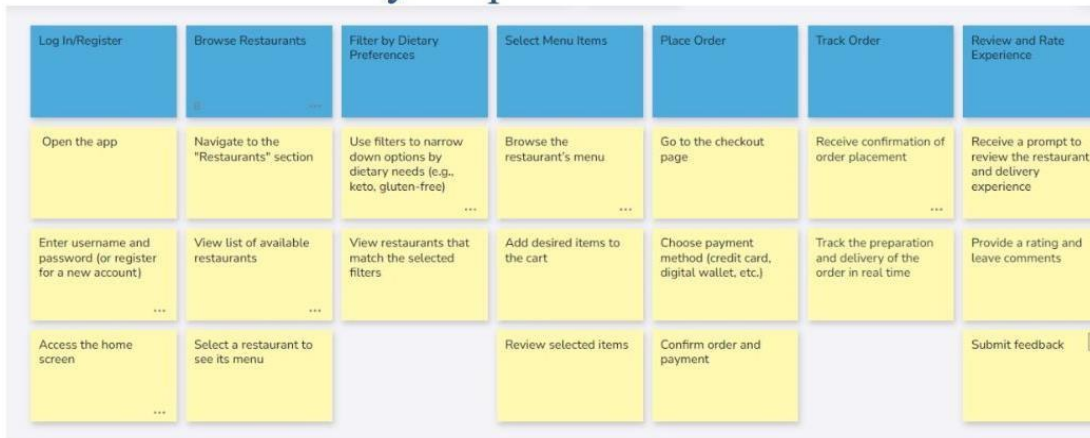 Log In/Register
Browse Restaurants
Filter by Dietary
Preferences
Select Menu Items
Place Order
Track Order
Review and Rate
Experience
Open the app
Navigate to the
"Restaurants" section
Use filters to narrow
down options by
dietary needs (e.g.,
keto, gluten-free)
Browse the
restaurant's menu
Go to the checkout
page
Receive confirmation of
order placement
Receive a prompt to
review the restaurant
and delivery
experience
Enter username and
password (or register
for a new account)
View list of available
restaurants
View restaurants that
match the selected
filters
Add desired items to
the cart
Choose payment
method (credit card,
digital wallet, etc.)
Track the preparation
and delivery of the
order in real time
Provide a rating and
leave comments
Access the home
screen
Select a restaurant to
see its menu
Review selected items
Confirm order and
payment
Submit feedback